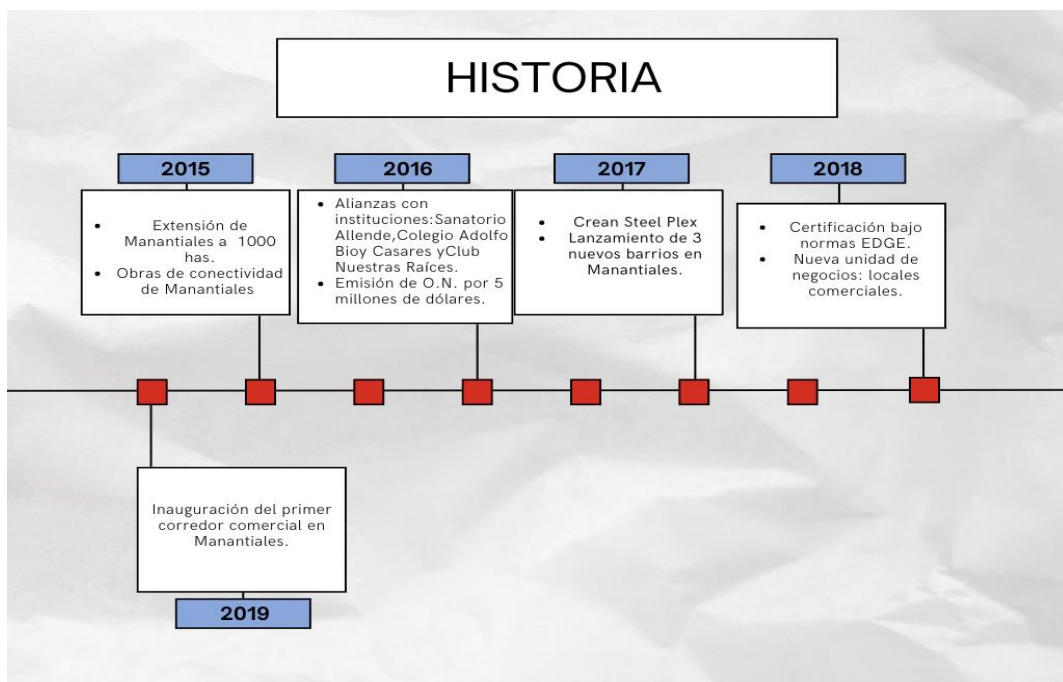 HISTORIA
2015
• Extensión de
Manantiales a 1000
has.
• Obras de conectividad
de Manantiales
2016
• Alianzas con
instituciones:Sanatorio
Allende,Colegio Adolfo
Bioy Casares yClub
Nuestras Raíces.
• Emisión de O.N. por 5
millones de dólares.
2017
• Crean Steel Plex
• Lanzamiento de 3
nuevos barrios en
Manantiales.
2018
• Certificación bajo
normas EDGE.
• Nueva unidad de
negocios: locales
comerciales.
Inauguración del primer
corredor comercial en
Manantiales.
2019